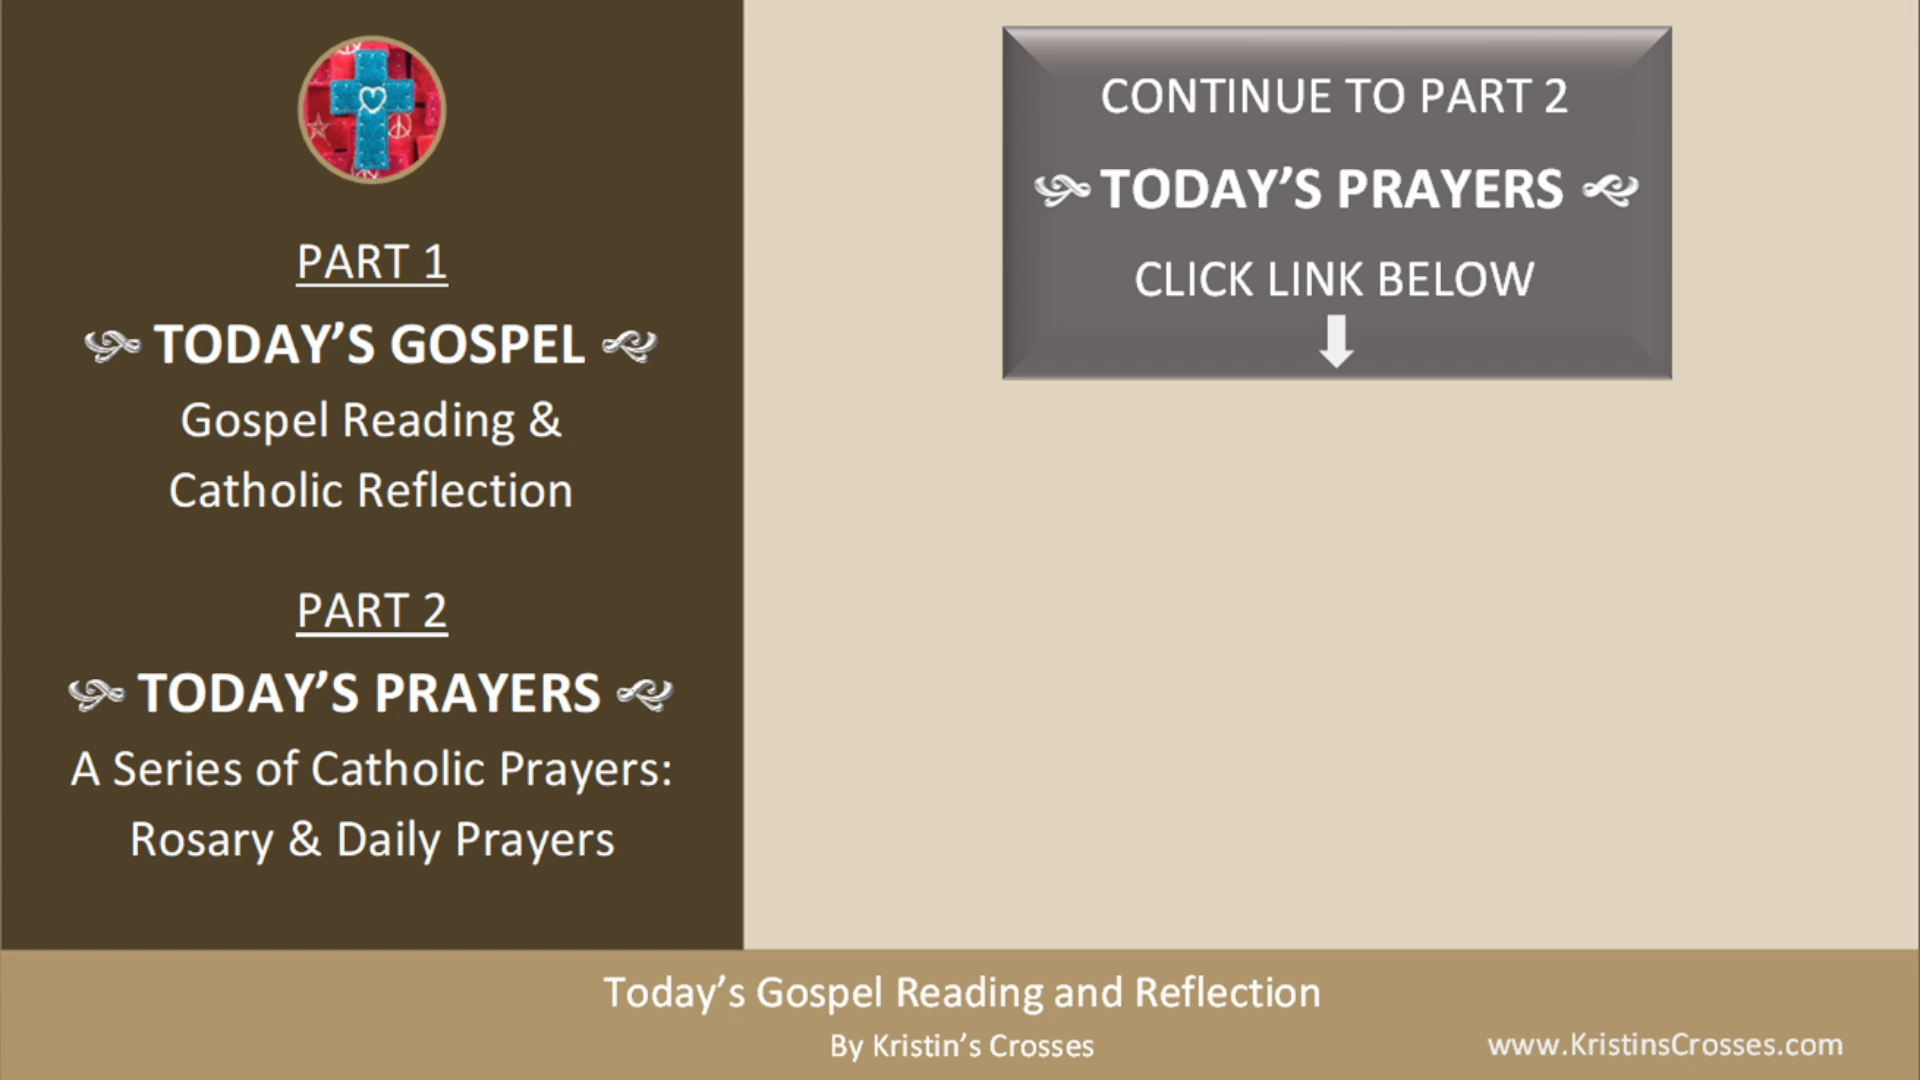 PART 1
TODAY’S GOSPEL
Gospel Reading &
Catholic Reflection
PART 2
TODAY’S PRAYERS
A Series of Catholic Prayers:
Rosary & Daily Prayers
CONTINUE TO PART 2
TODAY’S PRAYERS
CLICK LINK BELOW
Today’s Gospel Reading and Reflection
By Kristin’s Crosses
www.KristinsCrosses.com